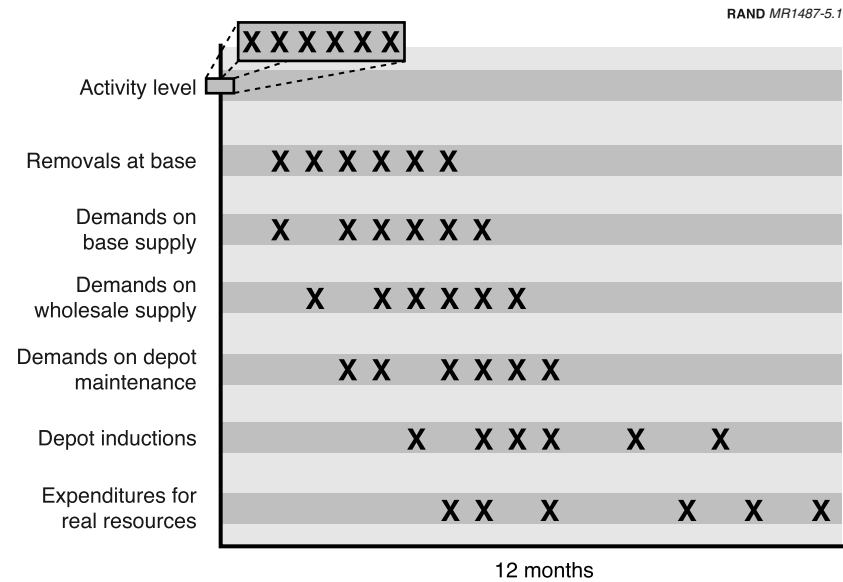 RAND MR1487-5.1
X X X X X X
Activity level
Removals at base
X X X X X X
Demands on
base supply
X X X X X X
Demands on
wholesale supply
X X X X X X
Demands on depot
maintenance
X X X X X X
Depot inductions
X X X X X X
Expenditures for
real resources
X X X X X X
12 months